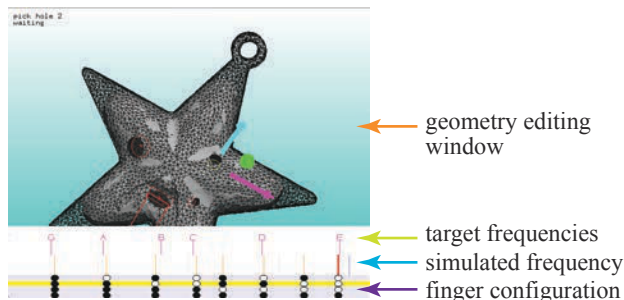 pick hole 2
waiting
geometry editing
window
G A B C D E
target frequencies
simulated frequency
finger configuration